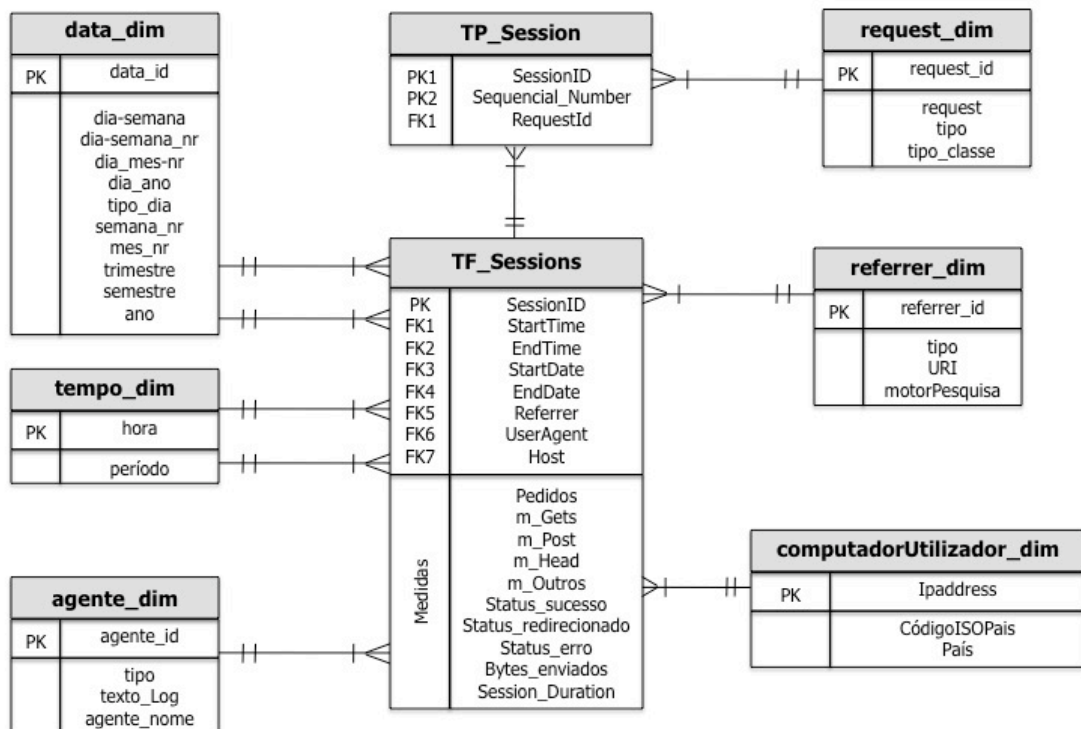 data_dim
PK data_id
dia-semana
dia-semana_nr
dia_mes-nr
dia_ano
tipo_dia
semana_nr
mes_nr
trimestre
semestre
ano
TP_Session
PK1 SessionID
PK2 Sequencial_Number
FK1 RequestId
request_dim
PK request_id
request
tipo
tipo_classe
TF_Sessions
PK SessionID
FK1 StartTime
FK2 EndTime
FK3 StartDate
FK4 EndDate
FK5 Referrer
FK6 UserAgent
FK7 Host
Medidas
Pedidos
m_Gets
m_Post
m_Head
m_Outros
Status_sucesso
Status_redirecionado
Status_erro
Bytes_enviados
Session_Duration
referrer_dim
PK referrer_id
tipo
URI
motorPesquisa
tempo_dim
PK hora
período
computadorUtilizador_dim
PK Ipaddress
CódigoISOPais
País
agente_dim
PK agente_id
tipo
texto_Log
agente_nome